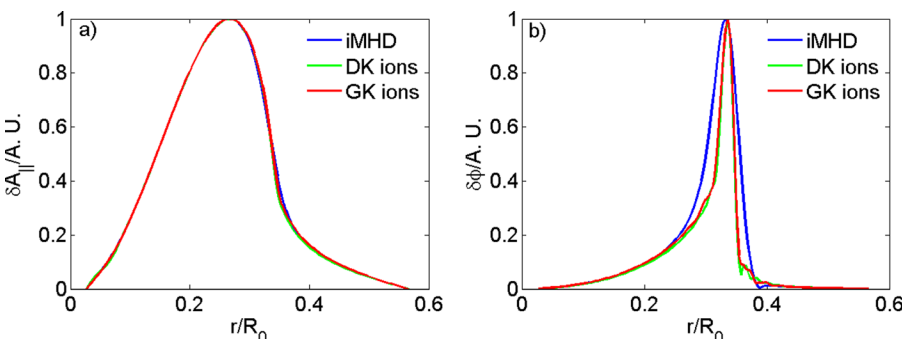 a)
iMHD
DK ions
GK ions
δA||/A. U.
1
0.8
0.6
0.4
0.2
0
0 0.2 0.4 0.6
r/R0
b)
iMHD
DK ions
GK ions
δϕ/A. U.
1
0.8
0.6
0.4
0.2
0
0 0.2 0.4 0.6
r/R0